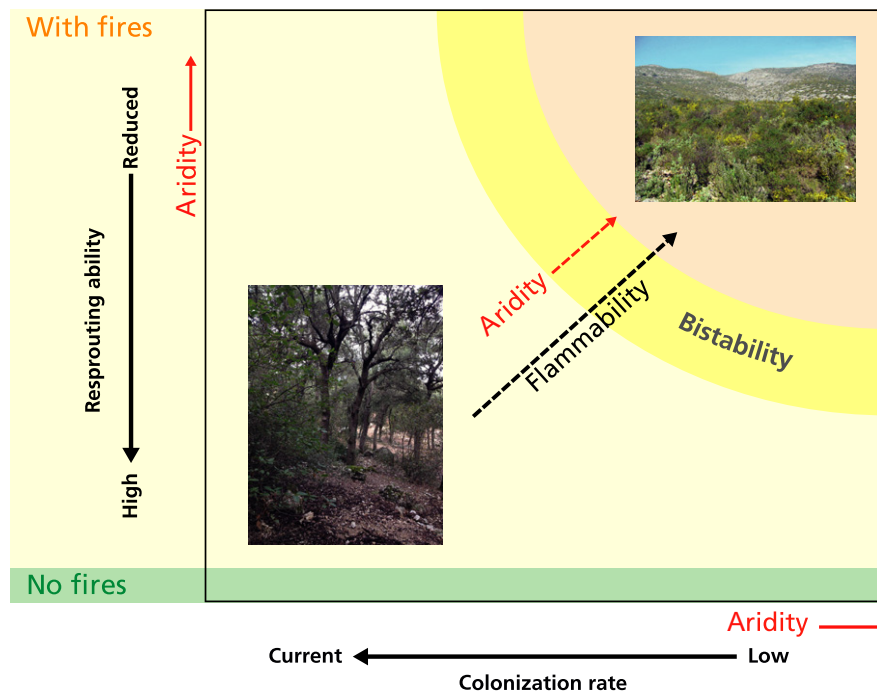 With fires
Reduced
Aridity
Resprouting ability
High
Aridity
Flammability
Bistability
No fires
Aridity
Current
Low
Colonization rate